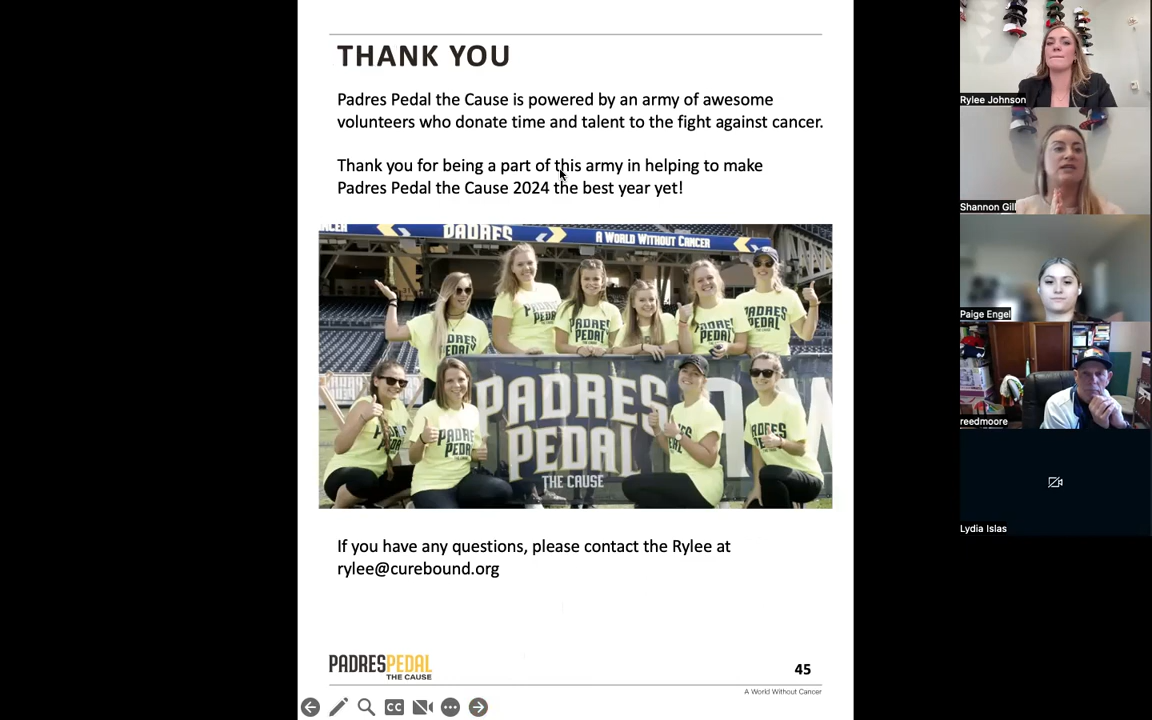 THANK YOU
Padres Pedal the Cause is powered by an army of awesome
volunteers who donate time and talent to the fight against cancer.
Thank you for being a part of this army in helping to make
Padres Pedal the Cause 2024 the best year yet!
PADRES
A WORLD WITHOUT CANCER
PADRES
PEDAL
THE CAUSE
If you have any questions, please contact the Rylee at
rylee@curebound.org
PADRESPEDAL
THE CAUSE
45
A World Without Cancer
CC
Rylee Johnson
Shannon Gill
Paige Engel
reedmoore
Lydia Islas